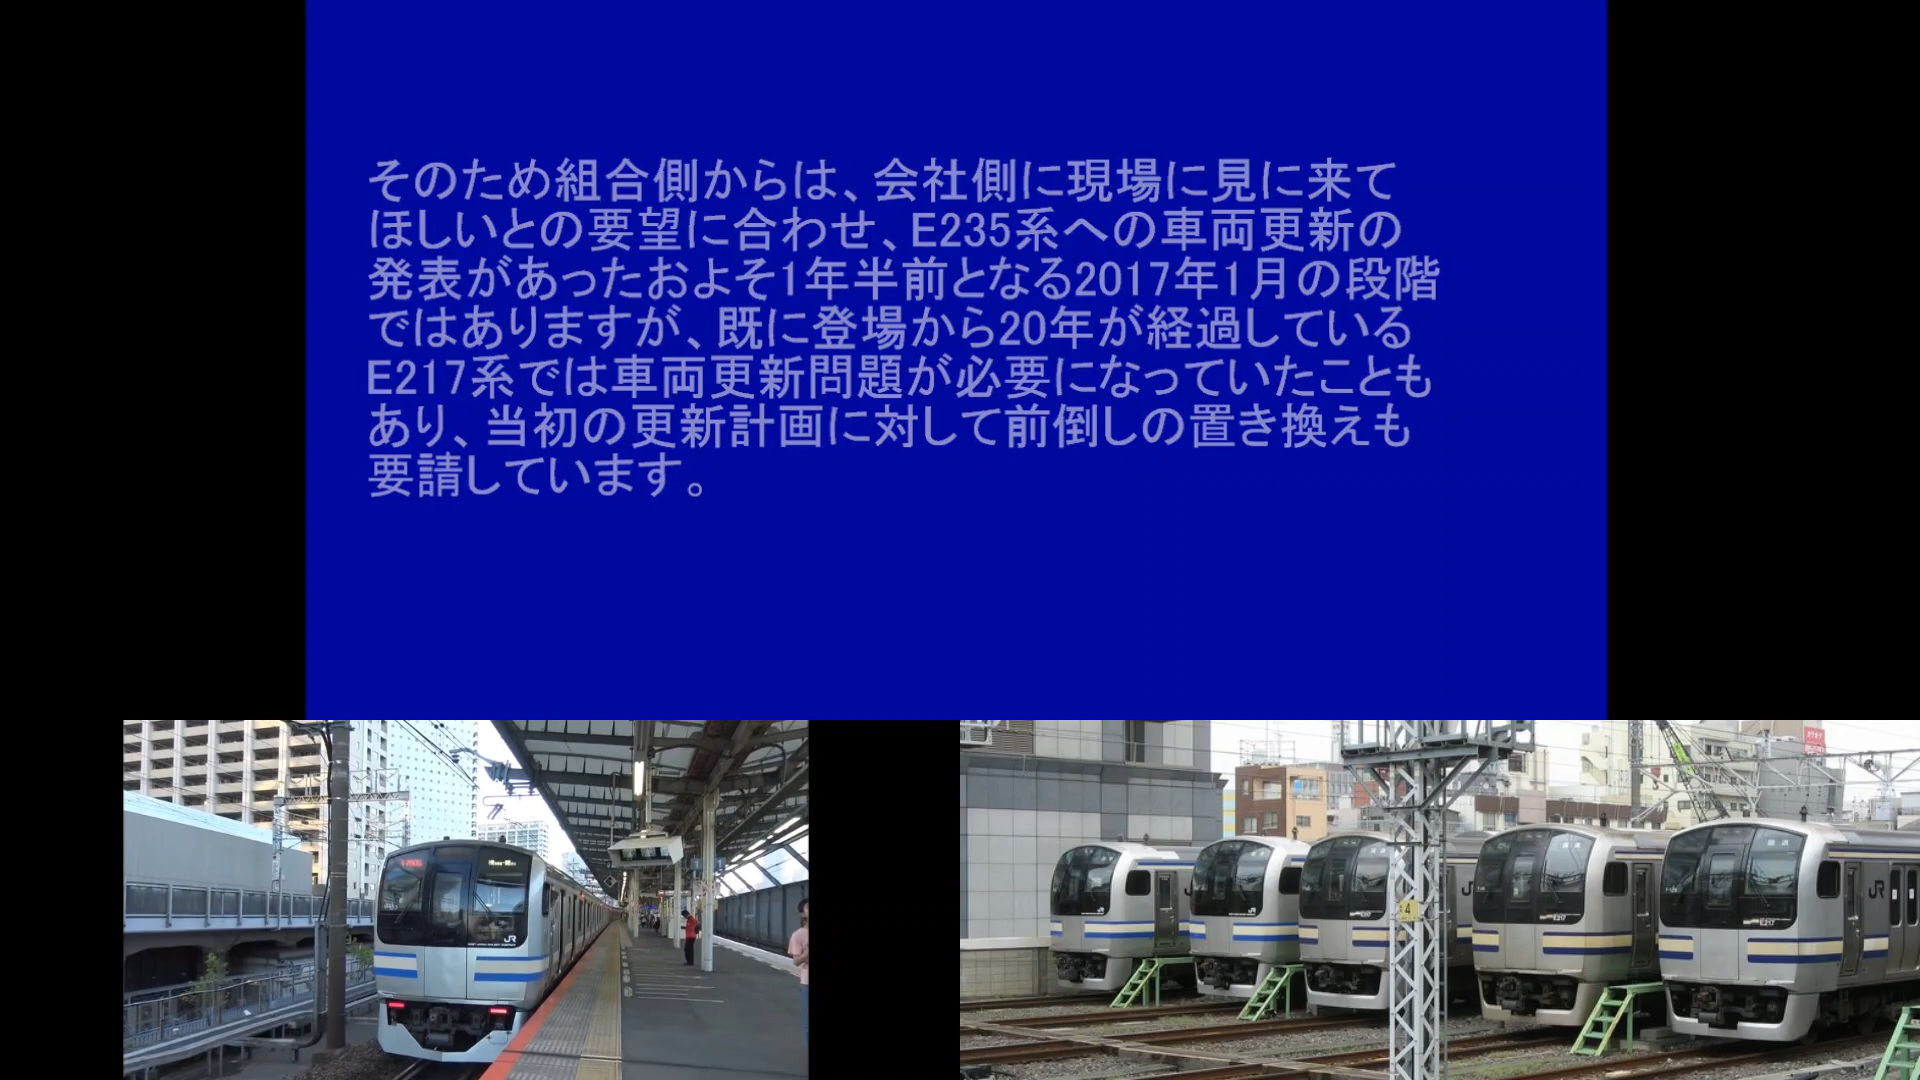 そのため組合側からは、会社側に現場に見に来て
ほしいとの要望に合わせ、E235系への車両更新の
発表があったおよそ1年半前となる2017年1月の段階
ではありますが、既に登場から20年が経過している
E217系では車両更新問題が必要になっていたことも
あり、当初の更新計画に対して前倒しの置き換えも
要請しています。
JR
4
JR
E217
E217
JR